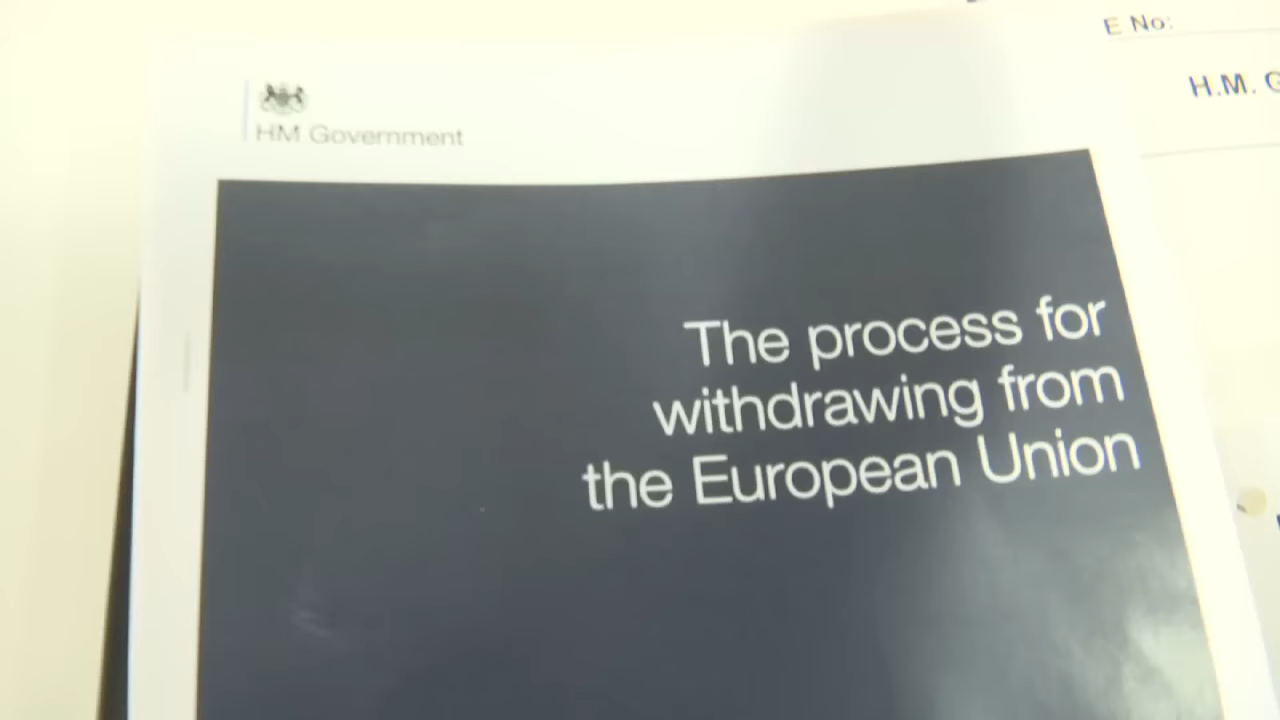 E No:
H.M. G
HM Government
The process for
withdrawing from
the European Union